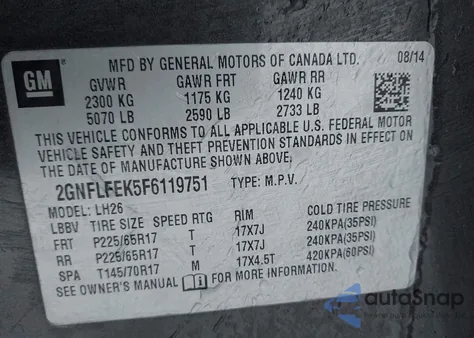 MFD BY GENERAL MOTORS OF CANADA LTD. 08/14
GM
GVWR GAWR FRT GAWR RR
2300 KG 1175 KG 1240 KG
5070 LB 2590 LB 2733 LB
THIS VEHICLE CONFORMS TO ALL APPLICABLE U.S. FEDERAL MOTOR
VEHICLE SAFETY AND THEFT PREVENTION STANDARDS IN EFFECT ON
THE DATE OF MANUFACTURE SHOWN ABOVE.
2GNFLFEK5F6119751 TYPE: M.P.V.
MODEL: LH26
LBBV TIRE SIZE SPEED RTG RIM COLD TIRE PRESSURE
FRT P225/65R17 T 17X7J 240KPA(35PSI)
RR P225/65R17 T 17X7J 240KPA(35PSI)
SPA T145/70R17 M 17X4.5T 420KPA(60PSI)
SEE OWNER'S MANUAL FOR MORE INFORMATION.
autoSnap